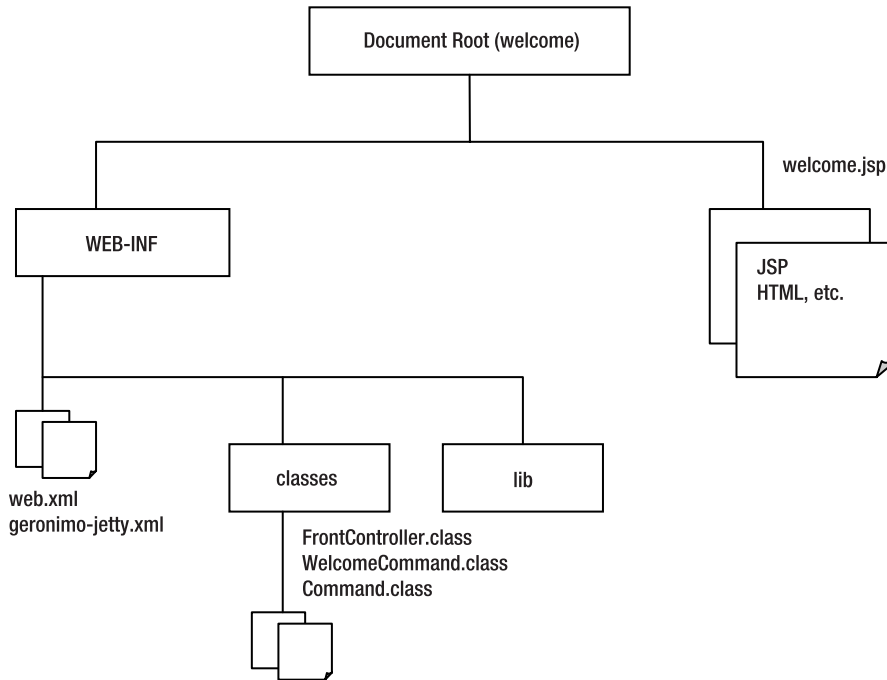 Document Root (welcome)
welcome.jsp
WEB-INF
JSP
HTML, etc.
classes
lib
web.xml
geronimo-jetty.xml
FrontController.class
WelcomeCommand.class
Command.class